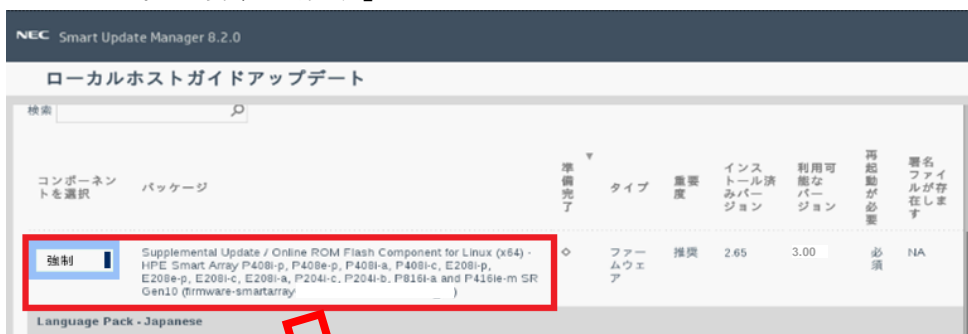 NEC Smart Update Manager 8.2.0
ローカルホストガイドアップデート
検索
コンポーネン
トを選択
パッケージ
準備完了
タイプ
重要
度
インス
トール済
みバー
ジョン
利用可
能な
バー
ジョン
再起動が必要
署名
ファイ
ルが存
在しま
す
強制
Supplemental Update / Online ROM Flash Component for Linux (x64) -
HPE Smart Array P408i-p, P408e-p, P408i-a, P408i-c, E208i-p,
E208e-p, E208i-c, E208i-a, P204i-c, P204i-b, P816i-a and P416ie-m SR
Gen10 (firmware-smartarray )
ファー
ムウェ
ア
推奨
2.65
3.00
必
須
NA
Language Pack - Japanese